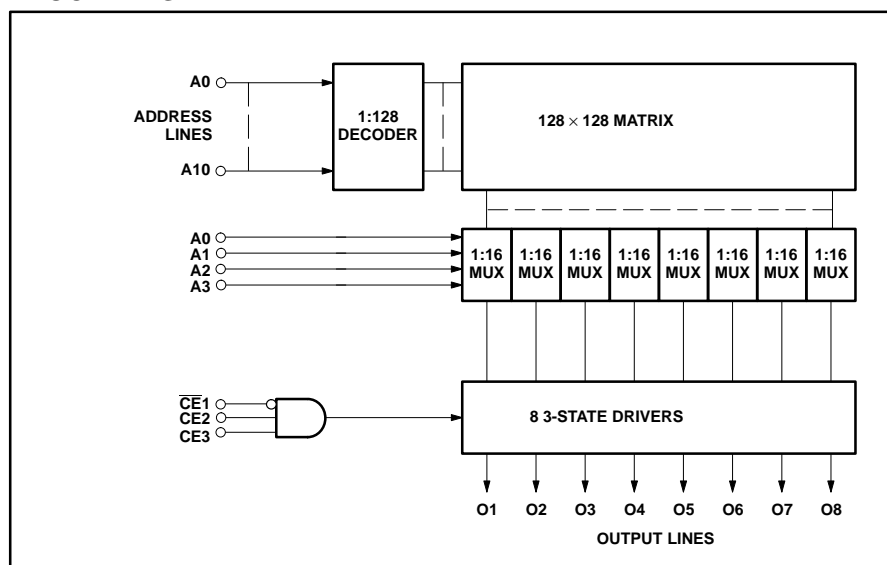 A0
ADDRESS
LINES
A10
1:128
DECODER
128 × 128 MATRIX
A0
A1
A2
A3
1:16
MUX
1:16
MUX
1:16
MUX
1:16
MUX
1:16
MUX
1:16
MUX
1:16
MUX
1:16
MUX
CE1
CE2
CE3
8 3-STATE DRIVERS
O1 O2 O3 O4 O5 O6 O7 O8
OUTPUT LINES